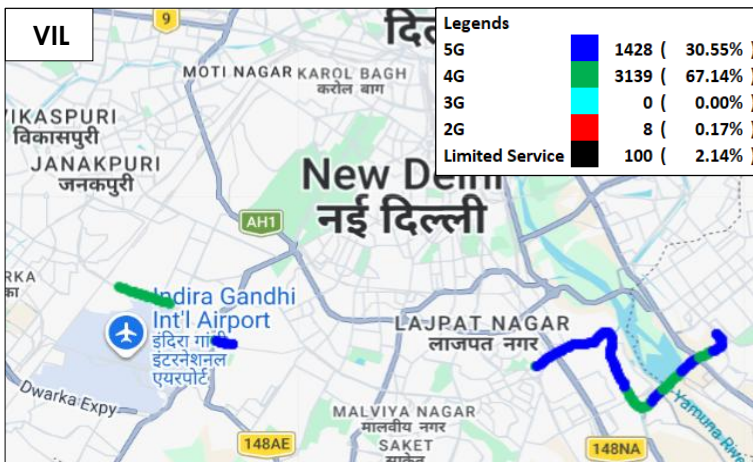 VIL
9
दिल
Legends
5G 1428 ( 30.55% )
4G 3139 ( 67.14% )
3G 0 ( 0.00% )
2G 8 ( 0.17% )
Limited Service 100 ( 2.14% )
MOTI NAGAR
KAROL BAGH
करोल बाग
VIKASPURI
विकासपुरी
JANAKPURI
जनकपुरी
New Delhi
नई दिल्ली
AH1
RKA
का
Indira Gandhi
Int'l Airport
इंदिरा गांधी
इंटरनेशनल
एयरपोर्ट
LAJPAT NAGAR
लाजपत नगर
Dwarka Expy
MALVIYA NAGAR
मालवीय नगर
SAKET
साकेत
148AE
148NA
Yamuna River